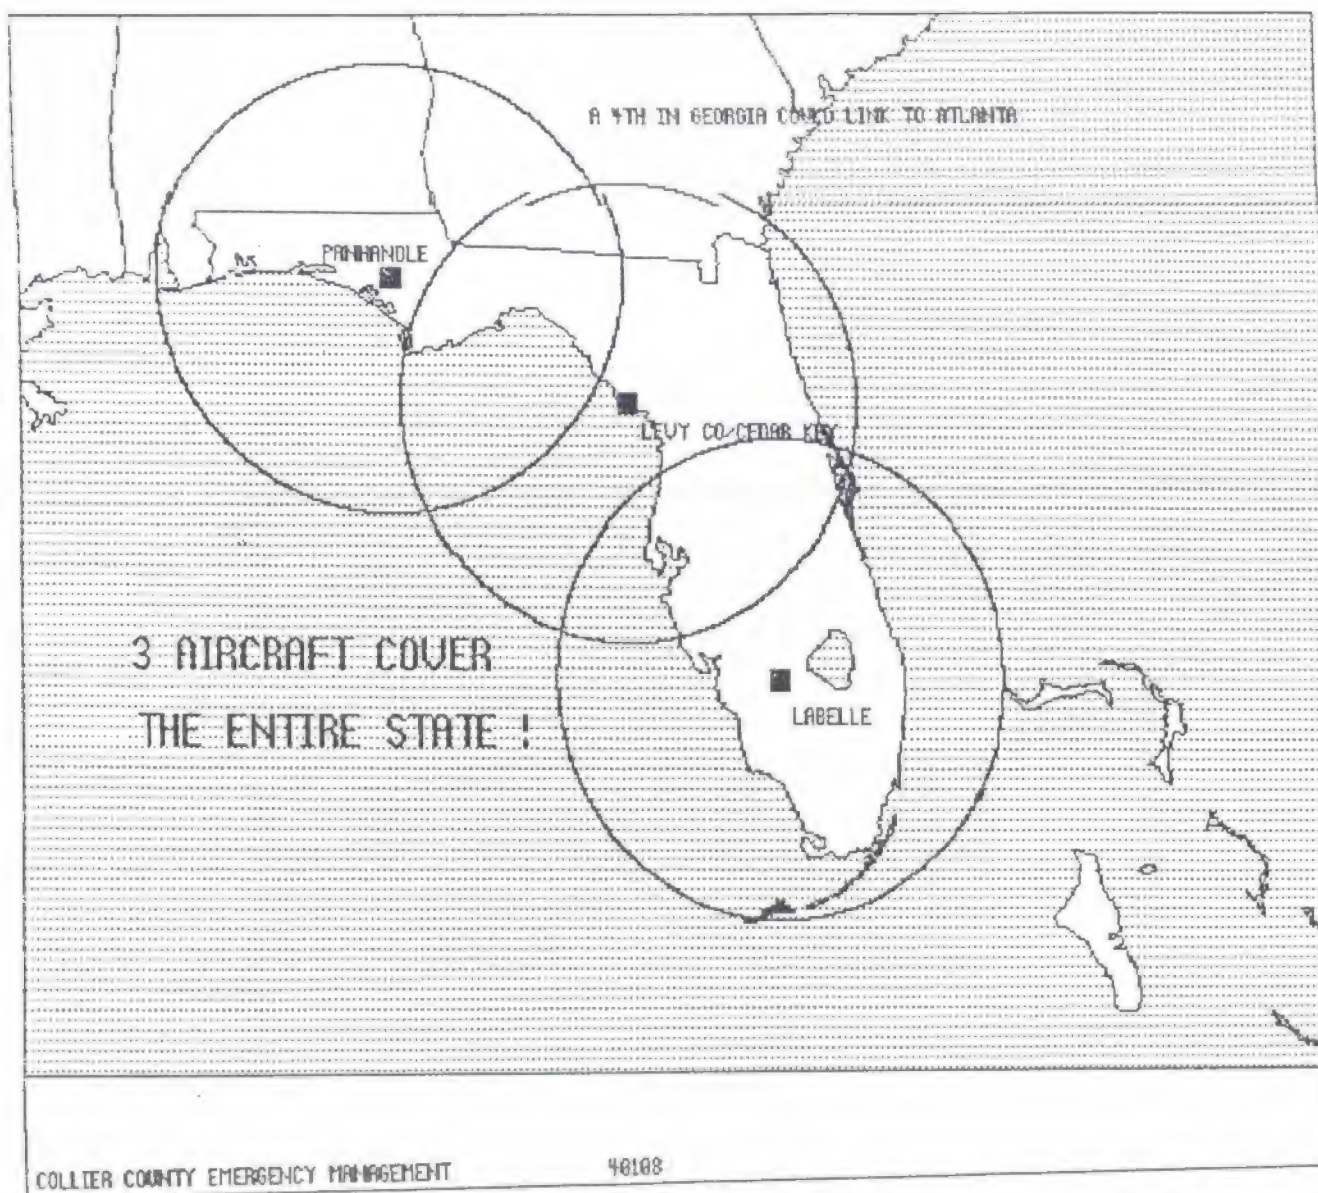 A 4TH IN GEORGIA COULD LINK TO ATLANTA
PANHANDLE
LEVY CO/CEDAR KEY
3 AIRCRAFT COVER
THE ENTIRE STATE !
LABELLE
COLLIER COUNTY EMERGENCY MANAGEMENT 40108